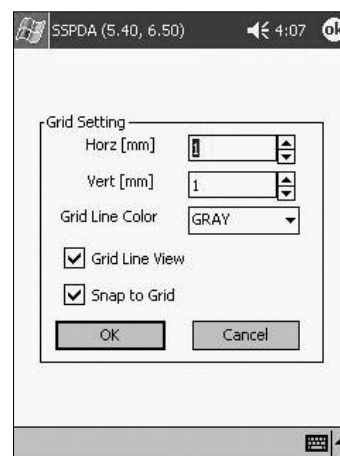 SSPDA (5.40, 6.50) 4:07 ok
Grid Setting
Horz [mm] 1
Vert [mm] 1
Grid Line Color GRAY
Grid Line View
Snap to Grid
OK Cancel